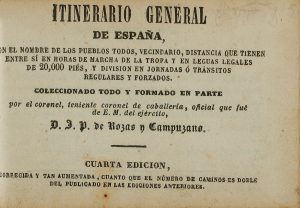 ITINERARIO GENERAL
DE ESPAÑA,
ON EL NOMBRE DE LOS PUEBLOS TODOS, VECINDARIO, DISTANCIA QUE TIENEN
ENTRE SÍ EN HORAS DE MARCHA DE LA TROPA Y EN LEGUAS LEGALES
DE 20,000 PIÉS, Y DIVISION EN JORNADAS Ó TRÁNSITOS
REGULARES Y FORZADOS.
COLECCIONADO TODO Y FORMADO EN PARTE
por el coronel, teniente coronel de caballería, oficial que fué
de E. M. del ejército,
D. J. P. de Rozas y Campuzano.
CUARTA EDICION,
CORREGIDA Y TAN AUMENTADA, CUANTO QUE EL NÚMERO DE CAMINOS ES DOBLE
DEL PUBLICADO EN LAS EDICIONES ANTERIORES.